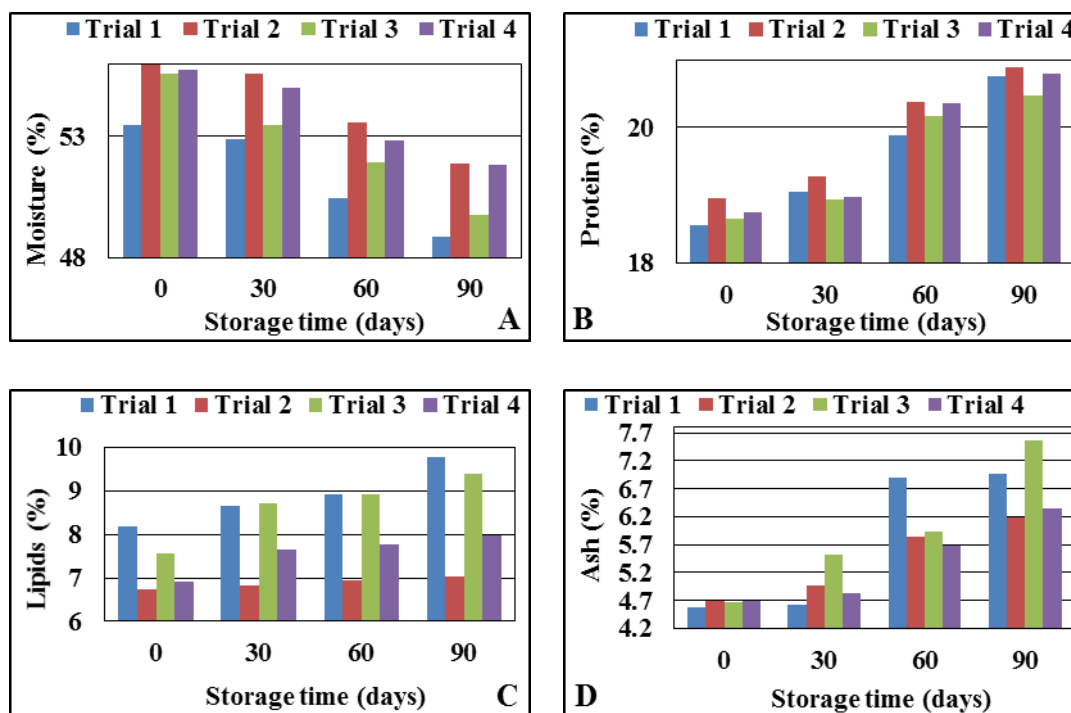 Trial 1 Trial 2 Trial 3 Trial 4
Moisture (%)
53
48
0 30 60 90
Storage time (days)
A
Trial 1 Trial 2 Trial 3 Trial 4
Protein (%)
20
18
0 30 60 90
Storage time (days)
B
Trial 1 Trial 2 Trial 3 Trial 4
Lipids (%)
10
9
8
7
6
0 30 60 90
Storage time (days)
C
Trial 1 Trial 2 Trial 3 Trial 4
Ash (%)
7.7
7.2
6.7
6.2
5.7
5.2
4.7
4.2
0 30 60 90
Storage time (days)
D